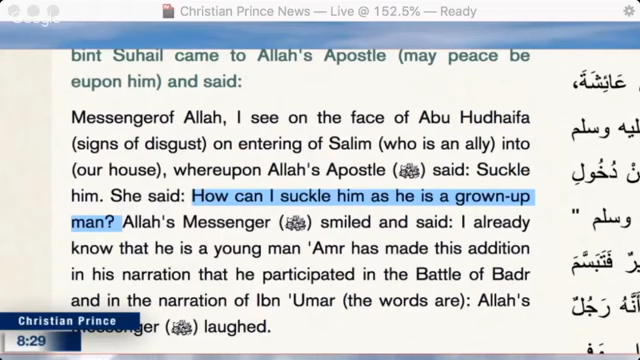 Christian Prince News — Live @ 152.5% — Ready
Google
bint Suhail came to Allah's Apostle (may peace be
eupon him) and said:
Messengerof Allah, I see on the face of Abu Hudhaifa
(signs of disgust) on entering of Salim (who is an ally) into
(our house), whereupon Allah's Apostle (ﷺ) said: Suckle
him. She said: How can I suckle him as he is a grown-up
man? Allah's Messenger (ﷺ) smiled and said: I already
know that he is a young man 'Amr has made this addition
in his narration that he participated in the Battle of Badr
and in the narration of Ibn 'Umar (the words are): Allah's
(ﷺ) laughed.
عَائِشَةَ،
وسلم
دُخُولِ
وسلم "
فَتَبَسَّمَ
أَنَّهُ رَجُلٌ
Christian Prince
8:29